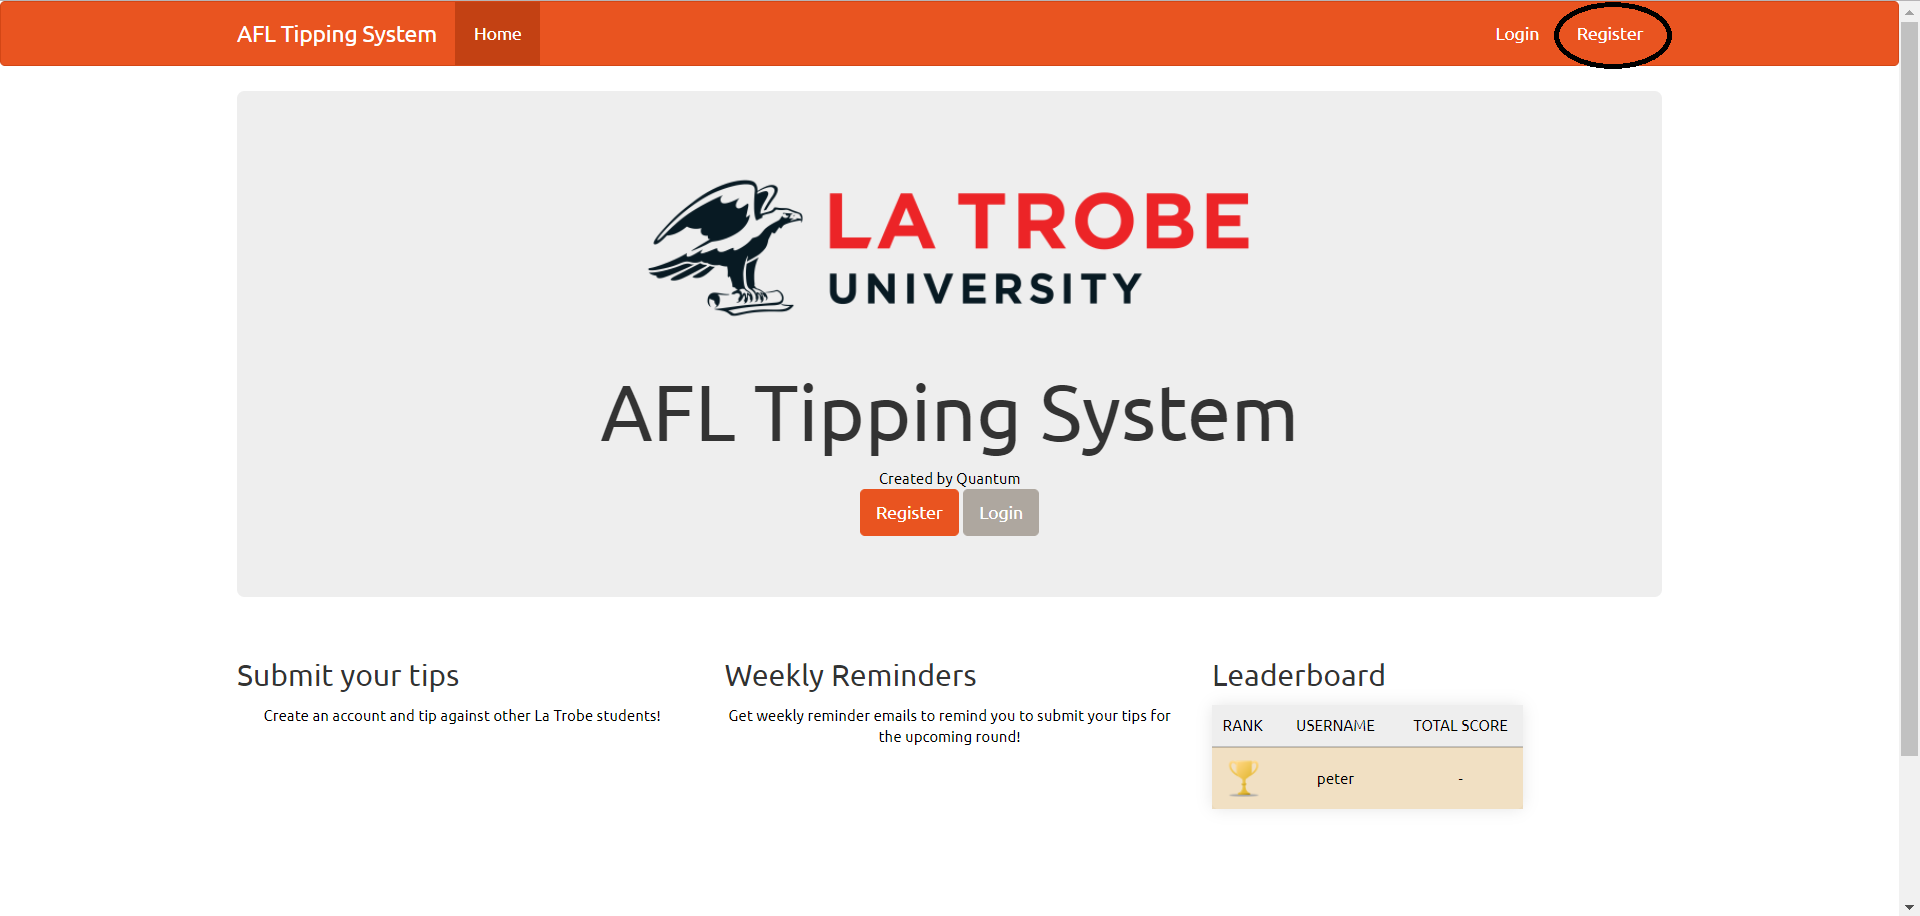 AFL Tipping System Home Login Register
LA TROBE
UNIVERSITY
AFL Tipping System
Created by Quantum
Register Login
Submit your tips
Create an account and tip against other La Trobe students!
Weekly Reminders
Get weekly reminder emails to remind you to submit your tips for
the upcoming round!
Leaderboard
RANK USERNAME TOTAL SCORE
peter -